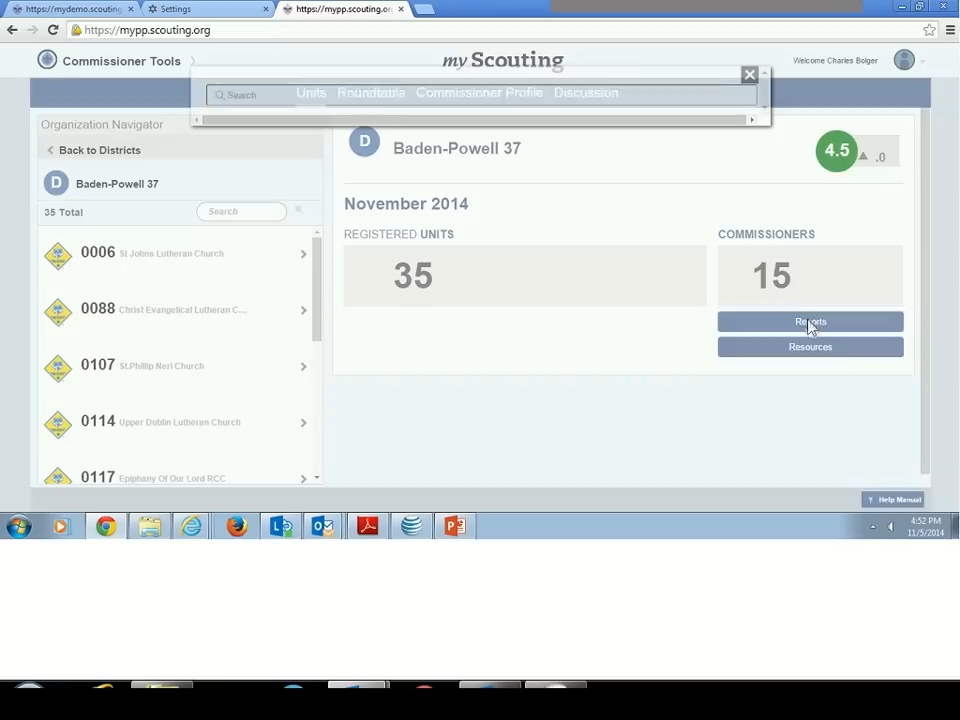 https://mydemo.scouting
Settings
https://mypp.scouting.or
https://mypp.scouting.org
Commissioner Tools
my Scouting
Welcome Charles Bolger
Search
Units Roundtable Commissioner Profile Discussion
Organization Navigator
Back to Districts
D Baden-Powell 37
35 Total
Search
0006 St Johns Lutheran Church
0088 Christ Evangelical Lutheran C...
0107 St.Phillip Neri Church
0114 Upper Dublin Lutheran Church
0117 Epiphany Of Our Lord RCC
D Baden-Powell 37
4.5 .0
November 2014
REGISTERED UNITS
35
COMMISSIONERS
15
Reports
Resources
? Help Manual
4:52 PM
11/5/2014